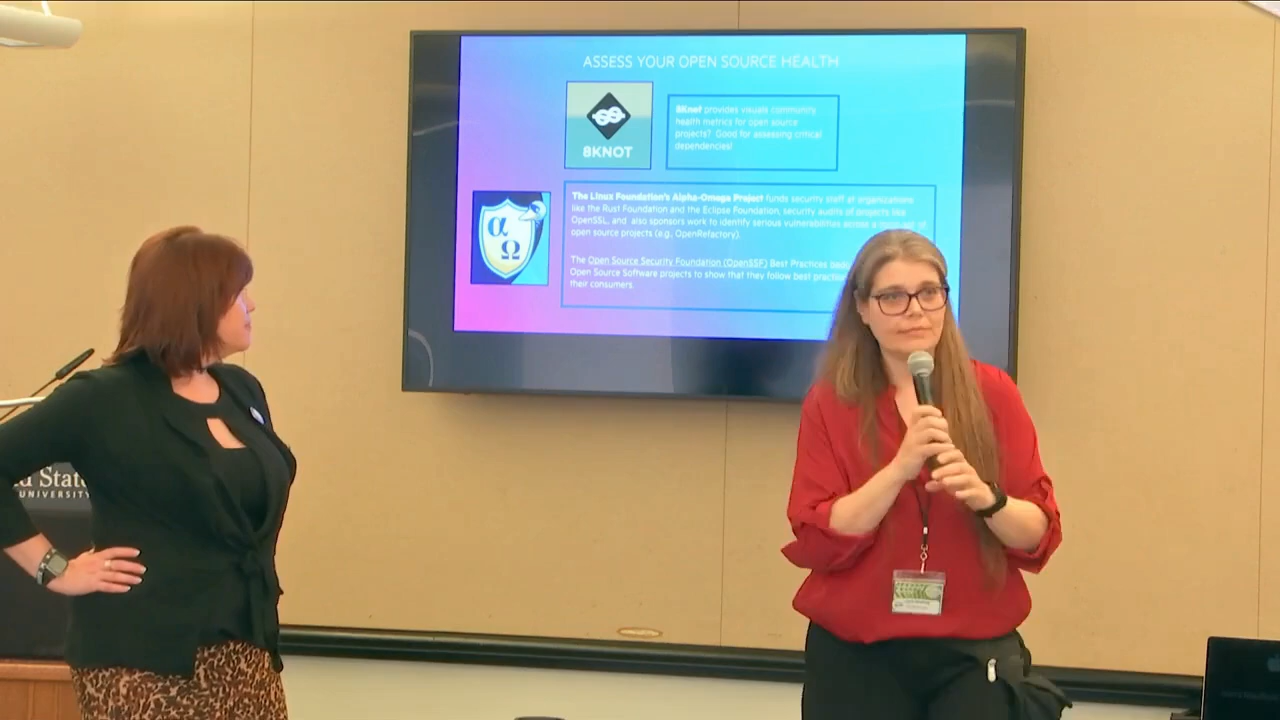 ASSESS YOUR OPEN SOURCE HEALTH
8KNOT
8Knot provides visuals community
health metrics for open source
projects? Good for assessing critical
dependencies!
The Linux Foundation's Alpha-Omega Project funds security staff at organizations
like the Rust Foundation and the Eclipse Foundation, security audits of projects like
OpenSSL, and also sponsors work to identify serious vulnerabilities across a of
open source projects (e.g., OpenRefactory).
α
Ω
The Open Source Security Foundation (OpenSSF) Best Practices
Open Source Software projects to show that they follow best
their consumers.
State
UNIVERSITY